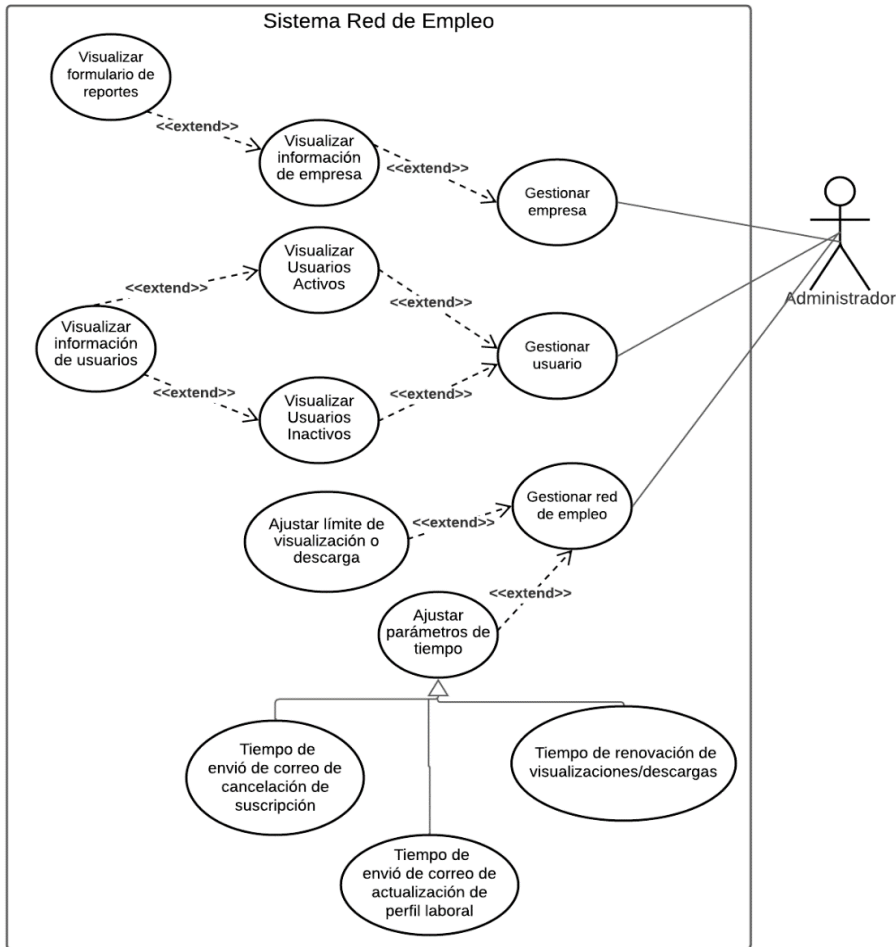 Sistema Red de Empleo
Visualizar
formulario de
reportes
<<extend>>
Visualizar
información
de empresa
<<extend>>
Gestionar
empresa
Administrador
Visualizar
información
de usuarios
<<extend>>
Visualizar
Usuarios
Activos
<<extend>>
Gestionar
usuario
<<extend>>
Visualizar
Usuarios
Inactivos
<<extend>>
Ajustar límite de
visualización o
descarga
<<extend>>
Gestionar red
de empleo
<<extend>>
Ajustar
parámetros de
tiempo
Tiempo de
envió de correo de
cancelación de
suscripción
Tiempo de
envió de correo de
actualización de
perfil laboral
Tiempo de renovación de
visualizaciones/descargas